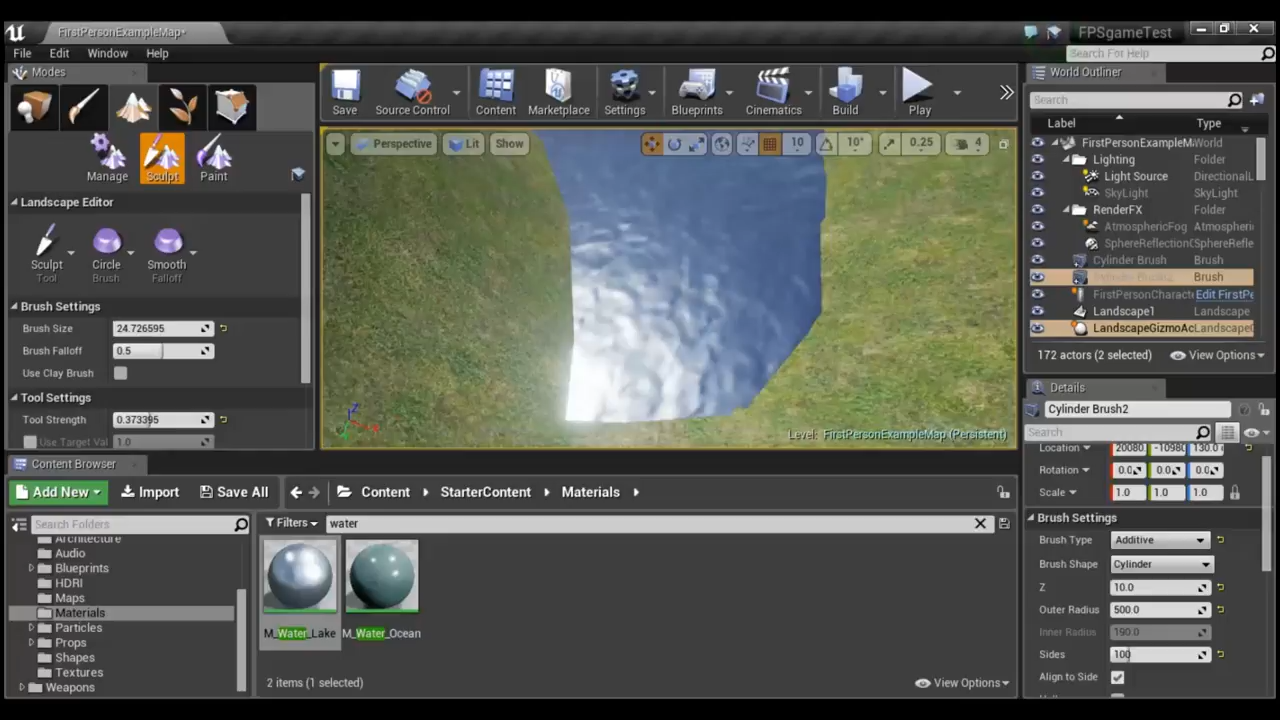 FirstPersonExampleMap*
FPSgameTest
File Edit Window Help
Search For Help
Modes
Save Source Control Content Marketplace Settings Blueprints Cinematics Build Play
World Outliner
Search
Label Type
Manage Sculpt Paint
Perspective Lit Show 10 10° 0.25 4
FirstPersonExampleM World
Lighting Folder
Light Source DirectionalL
SkyLight SkyLight
RenderFX Folder
AtmosphericFog Atmospheric
SphereReflectionC SphereRefle
Cylinder Brush Brush
Brush
FirstPersonCharact Edit FirstPe
Landscape1 Landscape
LandscapeGizmoAc Landscape
172 actors (2 selected) View Options
Landscape Editor
Sculpt Circle Smooth
Tool Brush Falloff
Brush Settings
Brush Size 24.726595
Brush Falloff 0.5
Use Clay Brush
Tool Settings
Tool Strength 0.373395
Use Target Val 1.0
Level: FirstPersonExampleMap (Persistent)
Details
Cylinder Brush2
Search
Location 20080. -10980 130.0
Rotation 0.0 0.0 0.0
Scale 1.0 1.0 1.0
Brush Settings
Brush Type Additive
Brush Shape Cylinder
Z 10.0
Outer Radius 500.0
Inner Radius 190.0
Sides 100
Align to Side
Content Browser
Add New Import Save All Content StarterContent Materials
Search Folders
Filters water
Architecture
Audio
Blueprints
HDRI
Maps
Materials
Particles
Props
Shapes
Textures
Weapons
M_Water_Lake M_Water_Ocean
2 items (1 selected) View Options